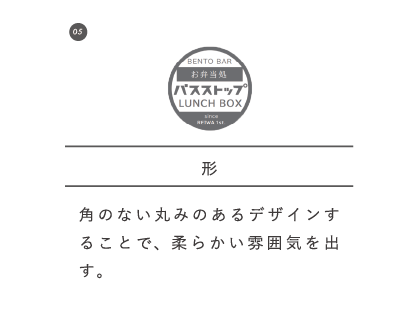 05
BENTO BAR
お弁当処
バスストップ
LUNCH BOX
since
REIWA 1st
形
角のない丸みのあるデザインす
ることで、柔らかい雰囲気を出
す。